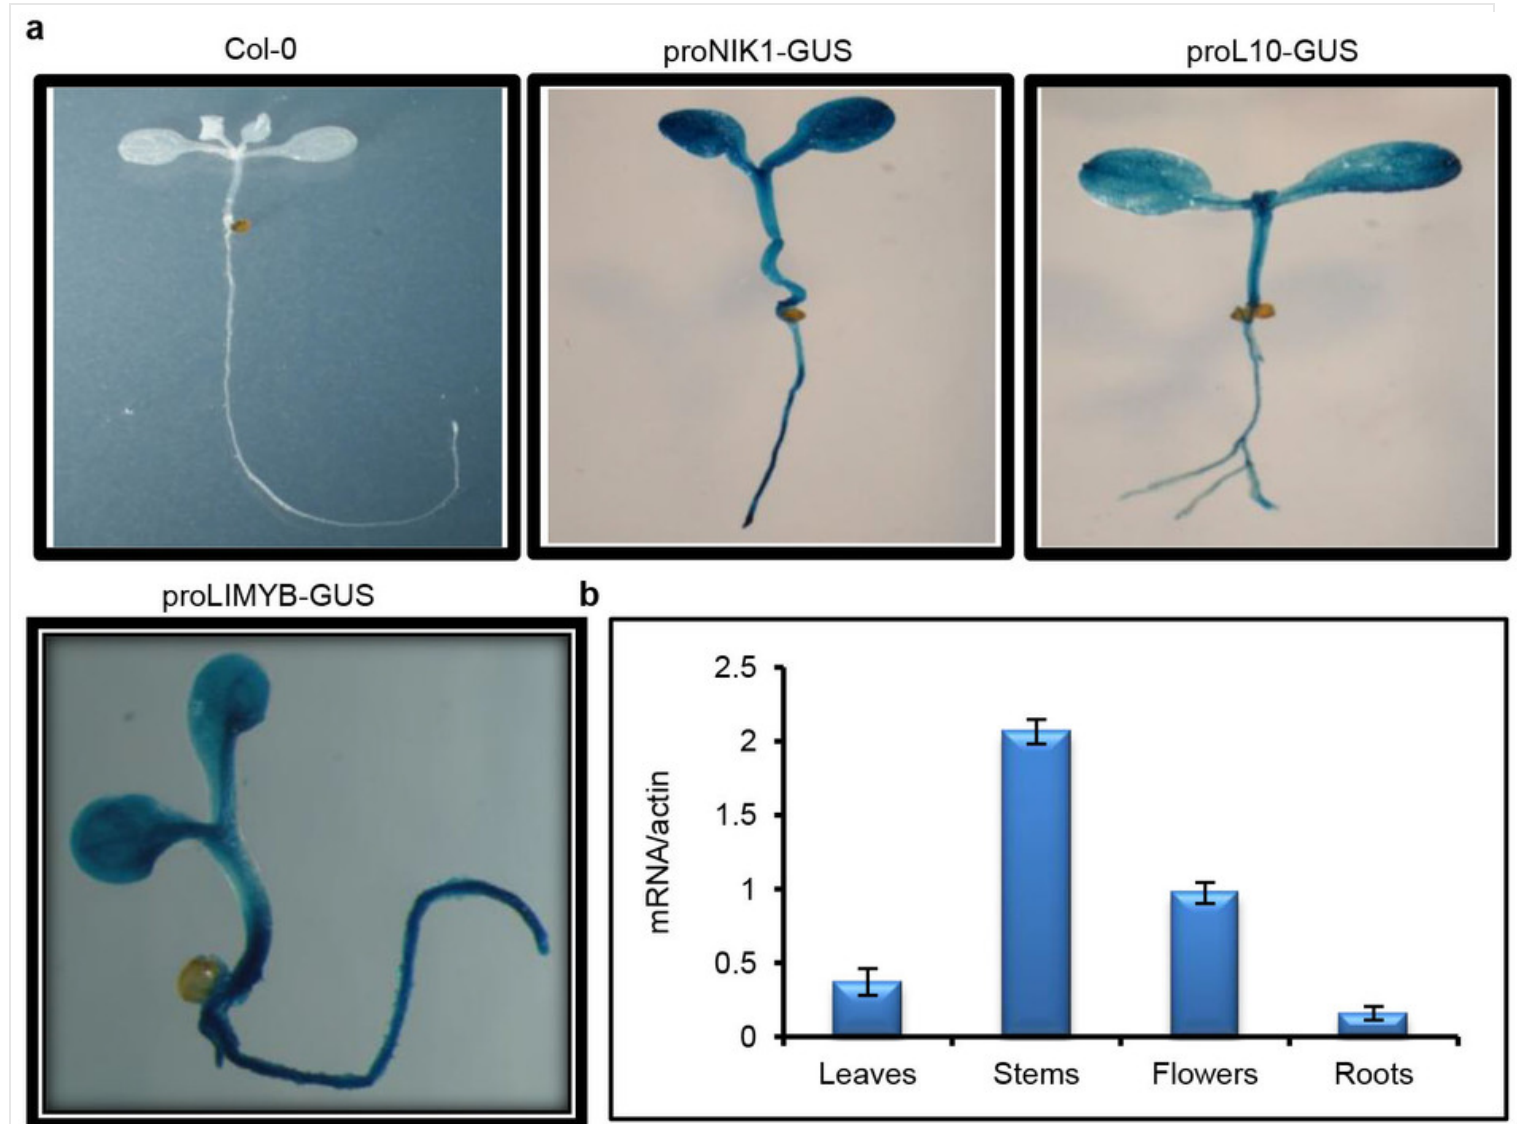 a
Col-0
proNIK1-GUS
proL10-GUS
proLIMYB-GUS
b
2.5
2
1.5
1
0.5
0
mRNA/actin
Leaves
Stems
Flowers
Roots